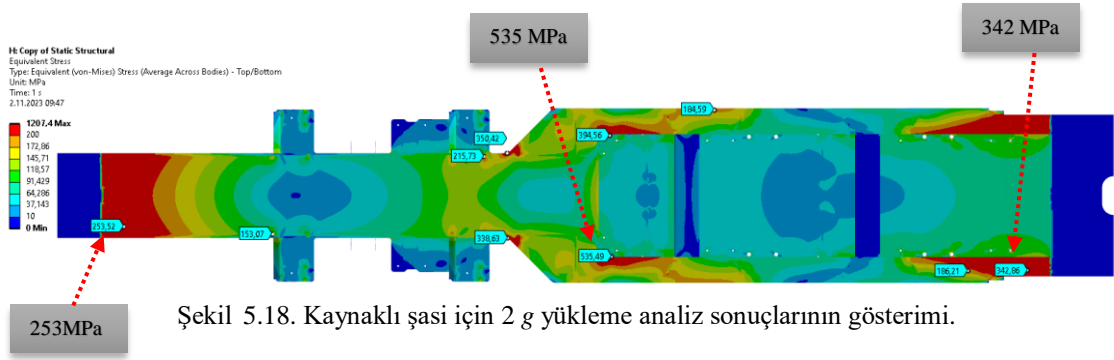 535 MPa
342 MPa
H: Copy of Static Structural
Equivalent Stress
Type: Equivalent (von-Mises) Stress (Average Across Bodies) - Top/Bottom
Unit: MPa
Time: 1 s
2.11.2023 09:47
1207,4 Max
200
172,86
145,71
118,57
91,429
64,286
37,143
10
0 Min
184,59
394,56
350,42
215,73
253,52
153,07
338,63
535,49
186,21
342,86
253MPa
Şekil 5.18. Kaynaklı şasi için 2 g yükleme analiz sonuçlarının gösterimi.